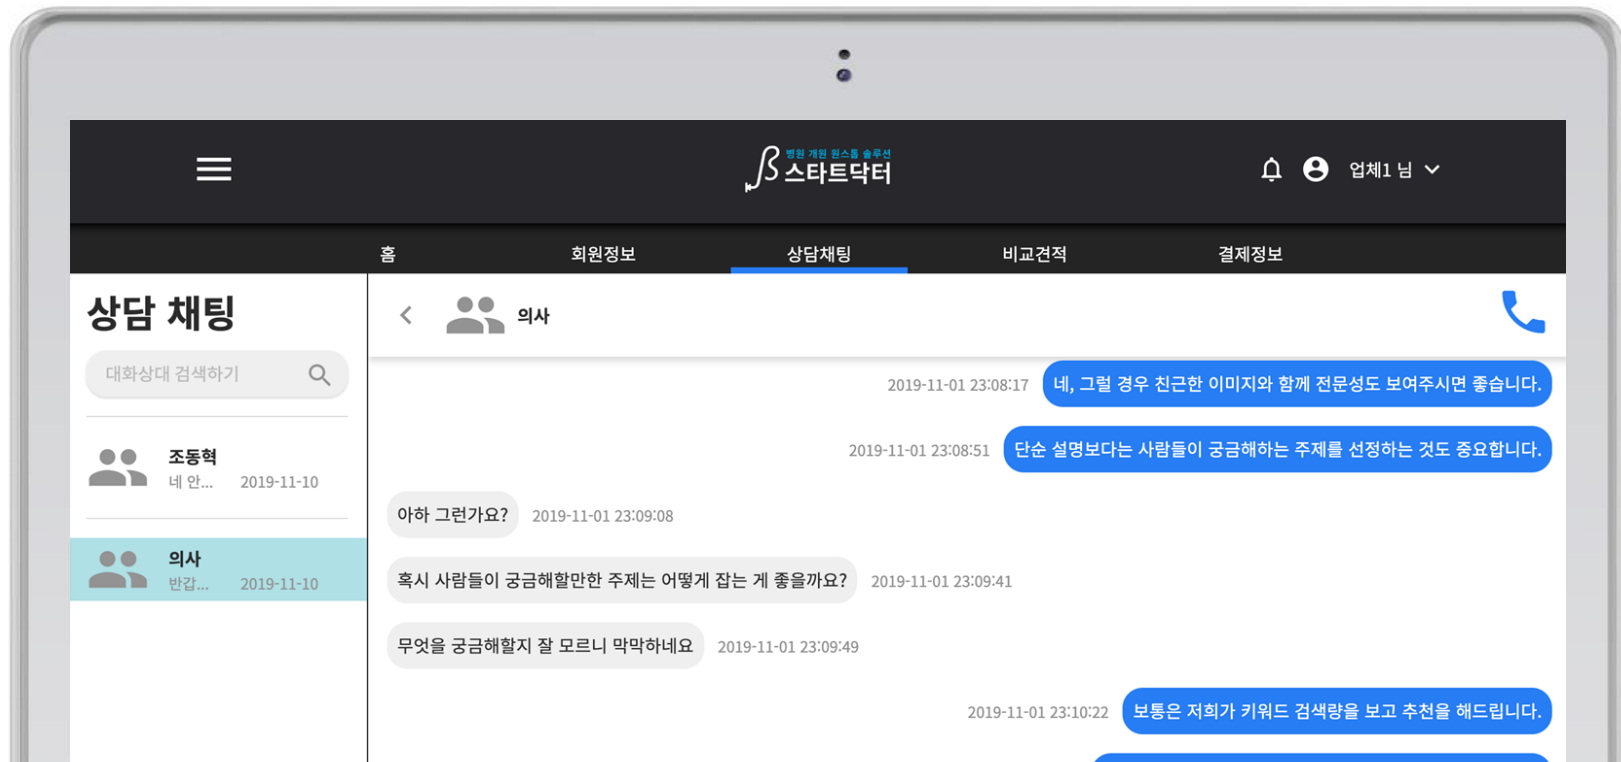 병원 개원 원스톱 솔루션
스타트닥터
업체1 님
홈 회원정보 상담채팅 비교견적 결제정보
상담 채팅
대화상대 검색하기
조동혁
네 안... 2019-11-10
의사
반갑... 2019-11-10
의사
2019-11-01 23:08:17 네, 그럴 경우 친근한 이미지와 함께 전문성도 보여주시면 좋습니다.
2019-11-01 23:08:51 단순 설명보다는 사람들이 궁금해하는 주제를 선정하는 것도 중요합니다.
아하 그런가요? 2019-11-01 23:09:08
혹시 사람들이 궁금해할만한 주제는 어떻게 잡는 게 좋을까요? 2019-11-01 23:09:41
무엇을 궁금해할지 잘 모르니 막막하네요 2019-11-01 23:09:49
2019-11-01 23:10:22 보통은 저희가 키워드 검색량을 보고 추천을 해드립니다.